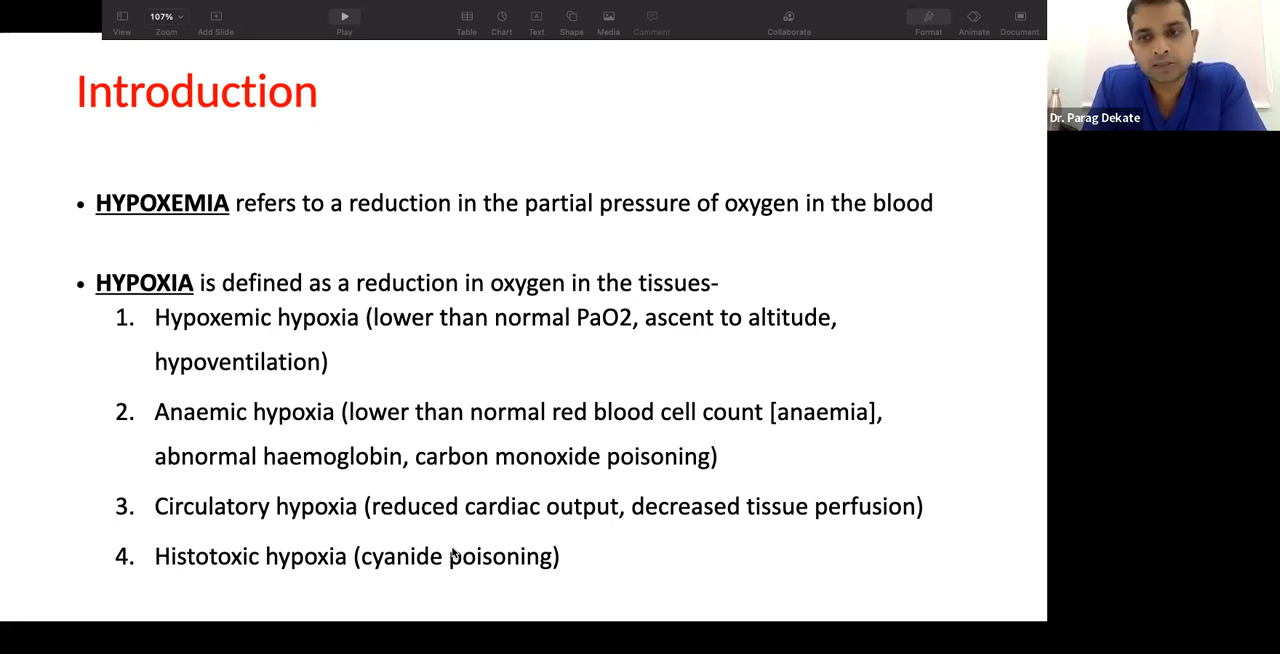 107%
View Zoom Add Slide Play Table Chart Text Shape Media Comment Collaborate Format Animate Document
Introduction
Dr. Parag Dekate
• HYPOXEMIA refers to a reduction in the partial pressure of oxygen in the blood
• HYPOXIA is defined as a reduction in oxygen in the tissues-
1. Hypoxemic hypoxia (lower than normal PaO2, ascent to altitude,
hypoventilation)
2. Anaemic hypoxia (lower than normal red blood cell count [anaemia],
abnormal haemoglobin, carbon monoxide poisoning)
3. Circulatory hypoxia (reduced cardiac output, decreased tissue perfusion)
4. Histotoxic hypoxia (cyanide poisoning)